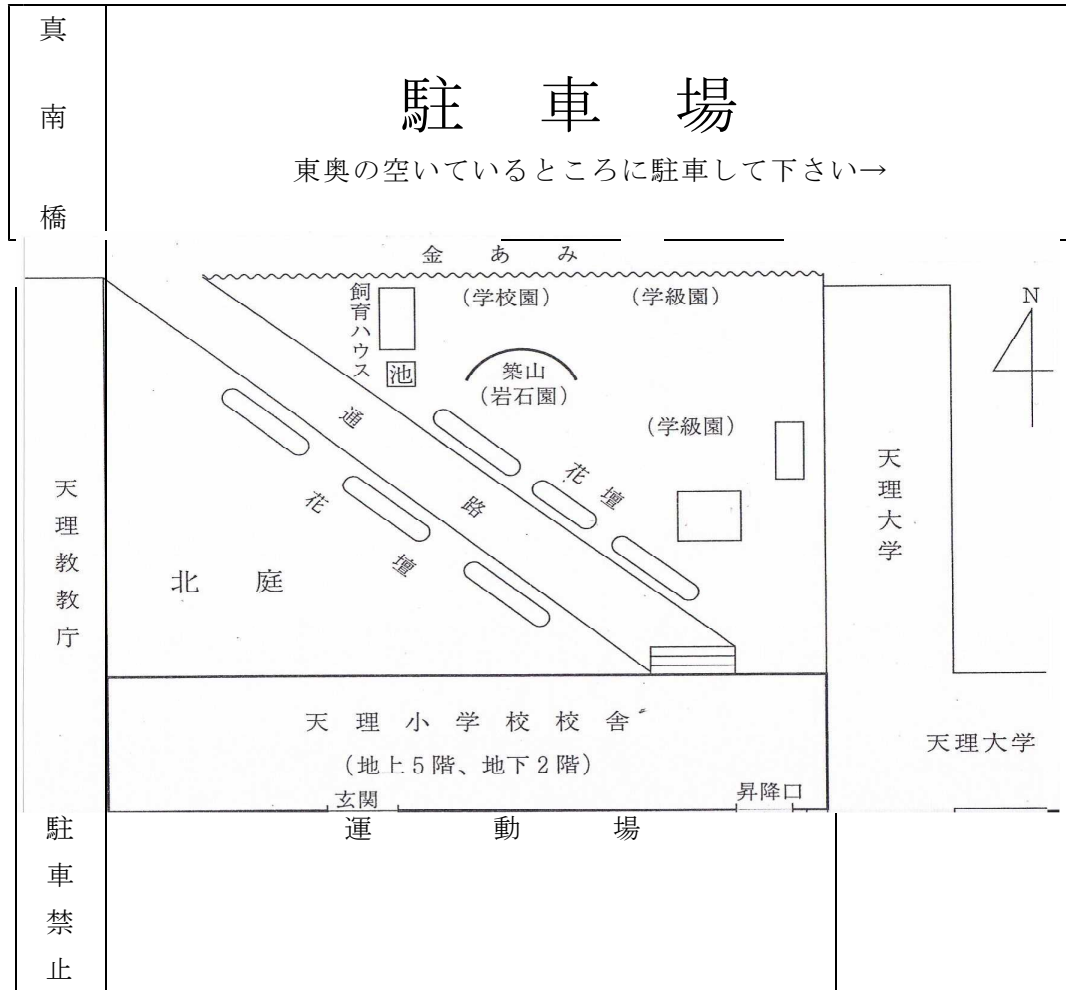 真南橋
駐車場
東奥の空いているところに駐車して下さい→
金あみ
飼育ハウス
(学校園)
(学級園)
N
池
築山
(岩石園)
通路
(学級園)
花壇
花壇
天理教教庁
天理大学
北庭
天理小学校校舎
(地上5階、地下2階)
天理大学
玄関
昇降口
運動場
駐車禁止